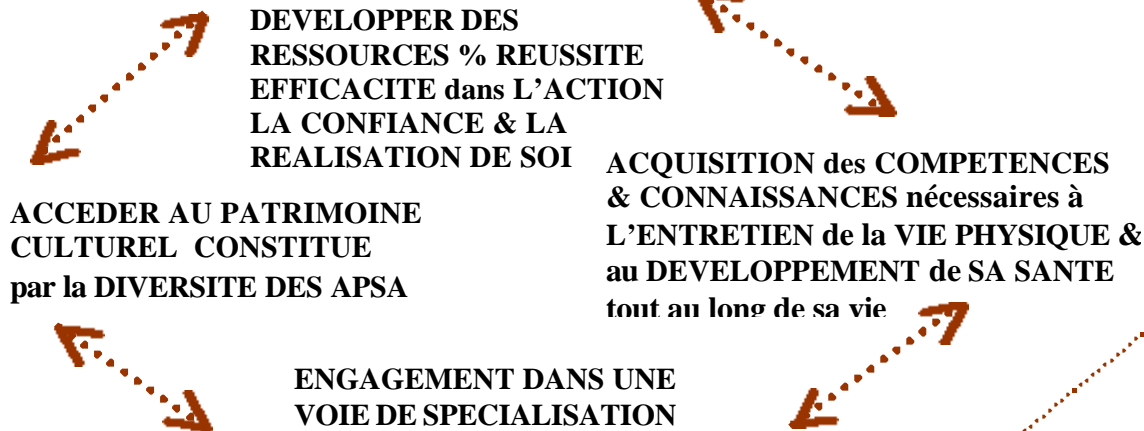 DEVELOPPER DES
RESSOURCES % REUSSITE
EFFICACITE dans L'ACTION
LA CONFIANCE & LA
REALISATION DE SOI
ACCEDER AU PATRIMOINE
CULTUREL CONSTITUE
par la DIVERSITE DES APSA
ACQUISITION des COMPETENCES
& CONNAISSANCES nécessaires à
L'ENTRETIEN de la VIE PHYSIQUE &
au DEVELOPPEMENT de SA SANTE
tout au long de sa vie
ENGAGEMENT DANS UNE
VOIE DE SPECIALISATION